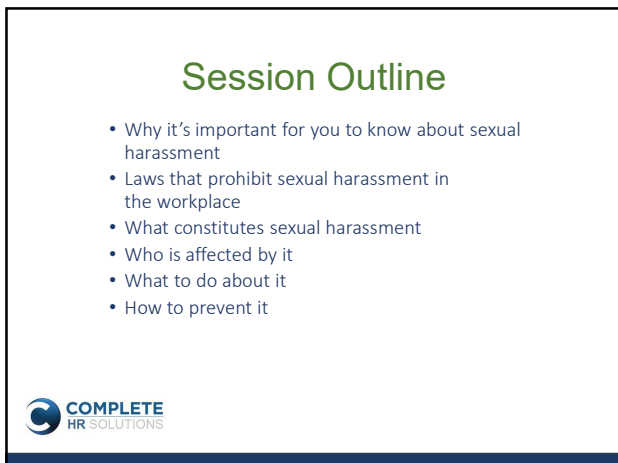 Session Outline
• Why it's important for you to know about sexual
harassment
• Laws that prohibit sexual harassment in
the workplace
• What constitutes sexual harassment
• Who is affected by it
• What to do about it
• How to prevent it
COMPLETE
HR SOLUTIONS